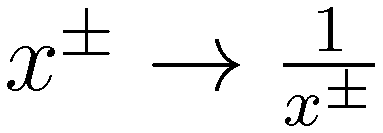 x^± → 1/x^±